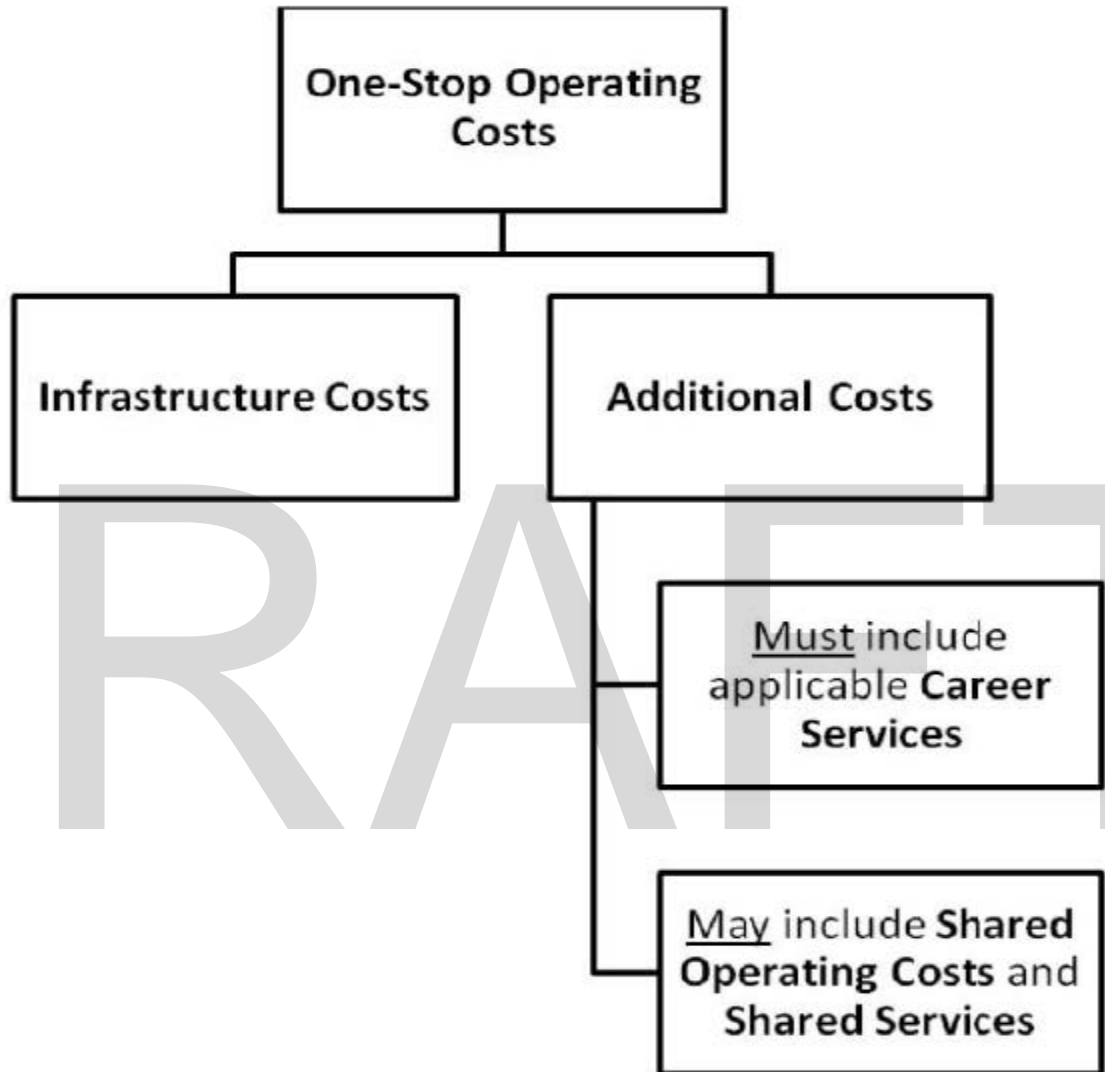 One-Stop Operating
Costs
Infrastructure Costs
Additional Costs
RAFT
Must include
applicable Career
Services
May include Shared
Operating Costs and
Shared Services